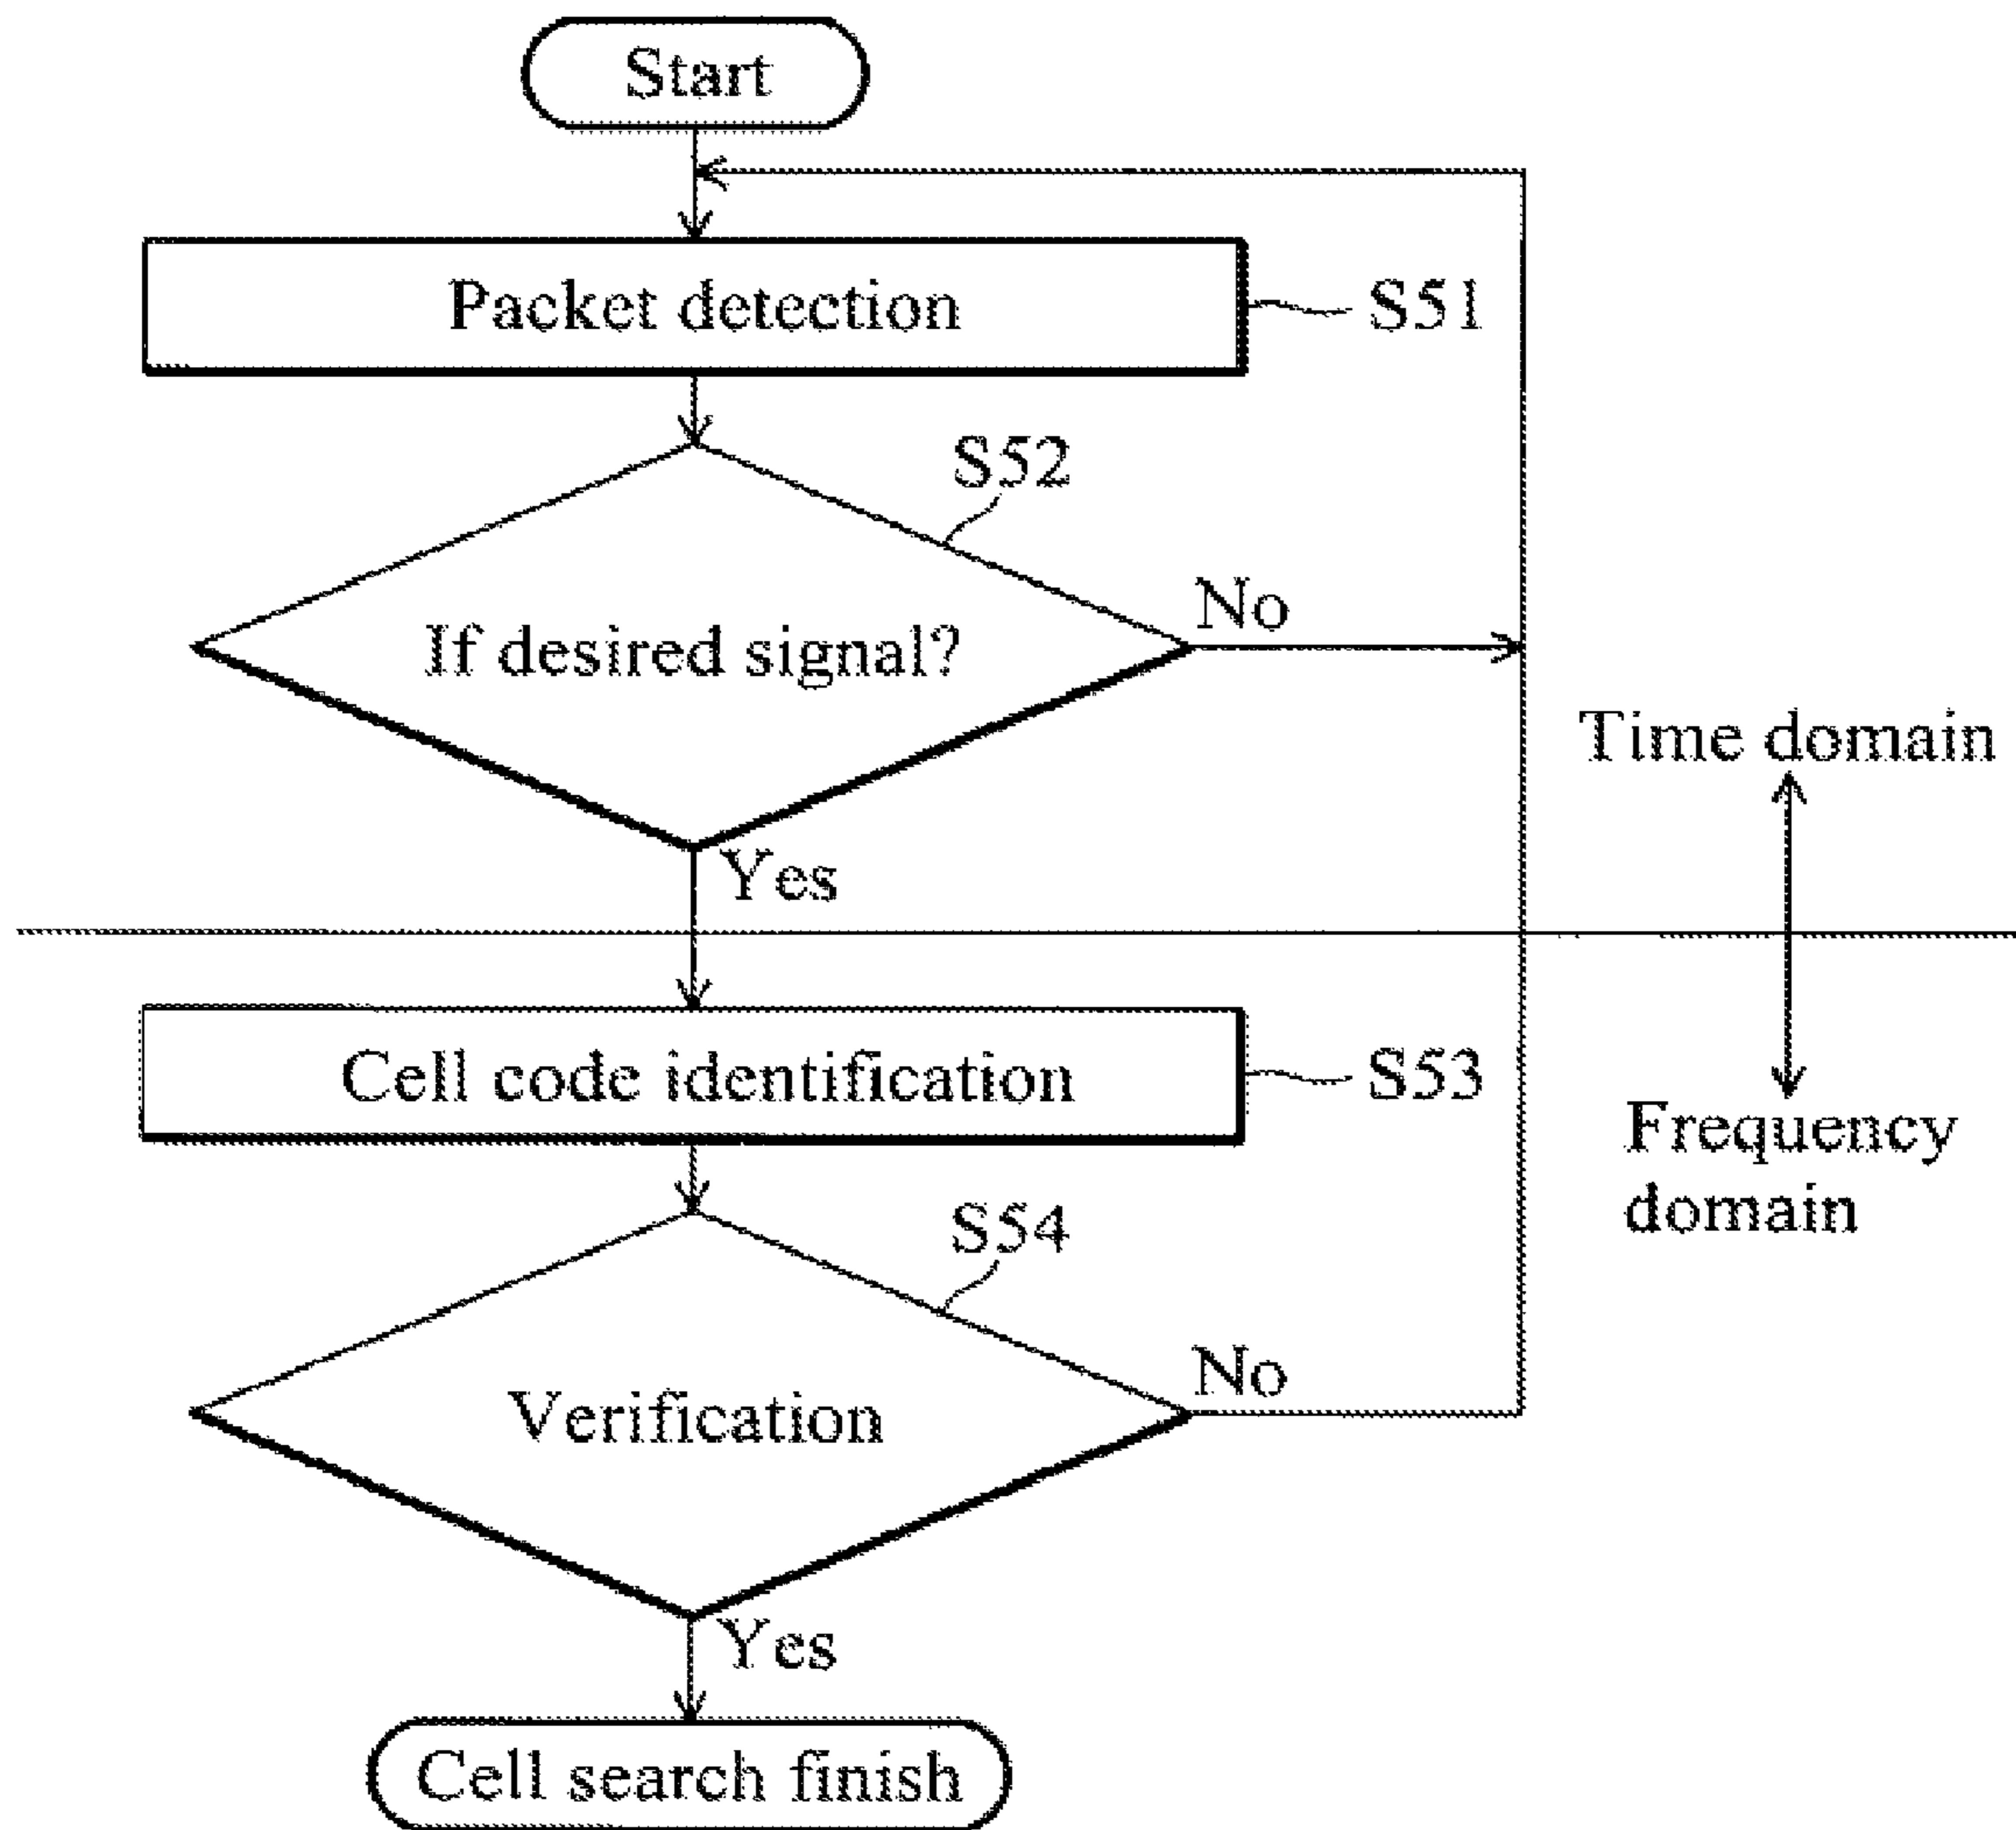 Start
Packet detection
S51
S52
If desired signal?
No
Yes
Time domain
Cell code identification
S53
Frequency
domain
S54
Verification
No
Yes
Cell search finish